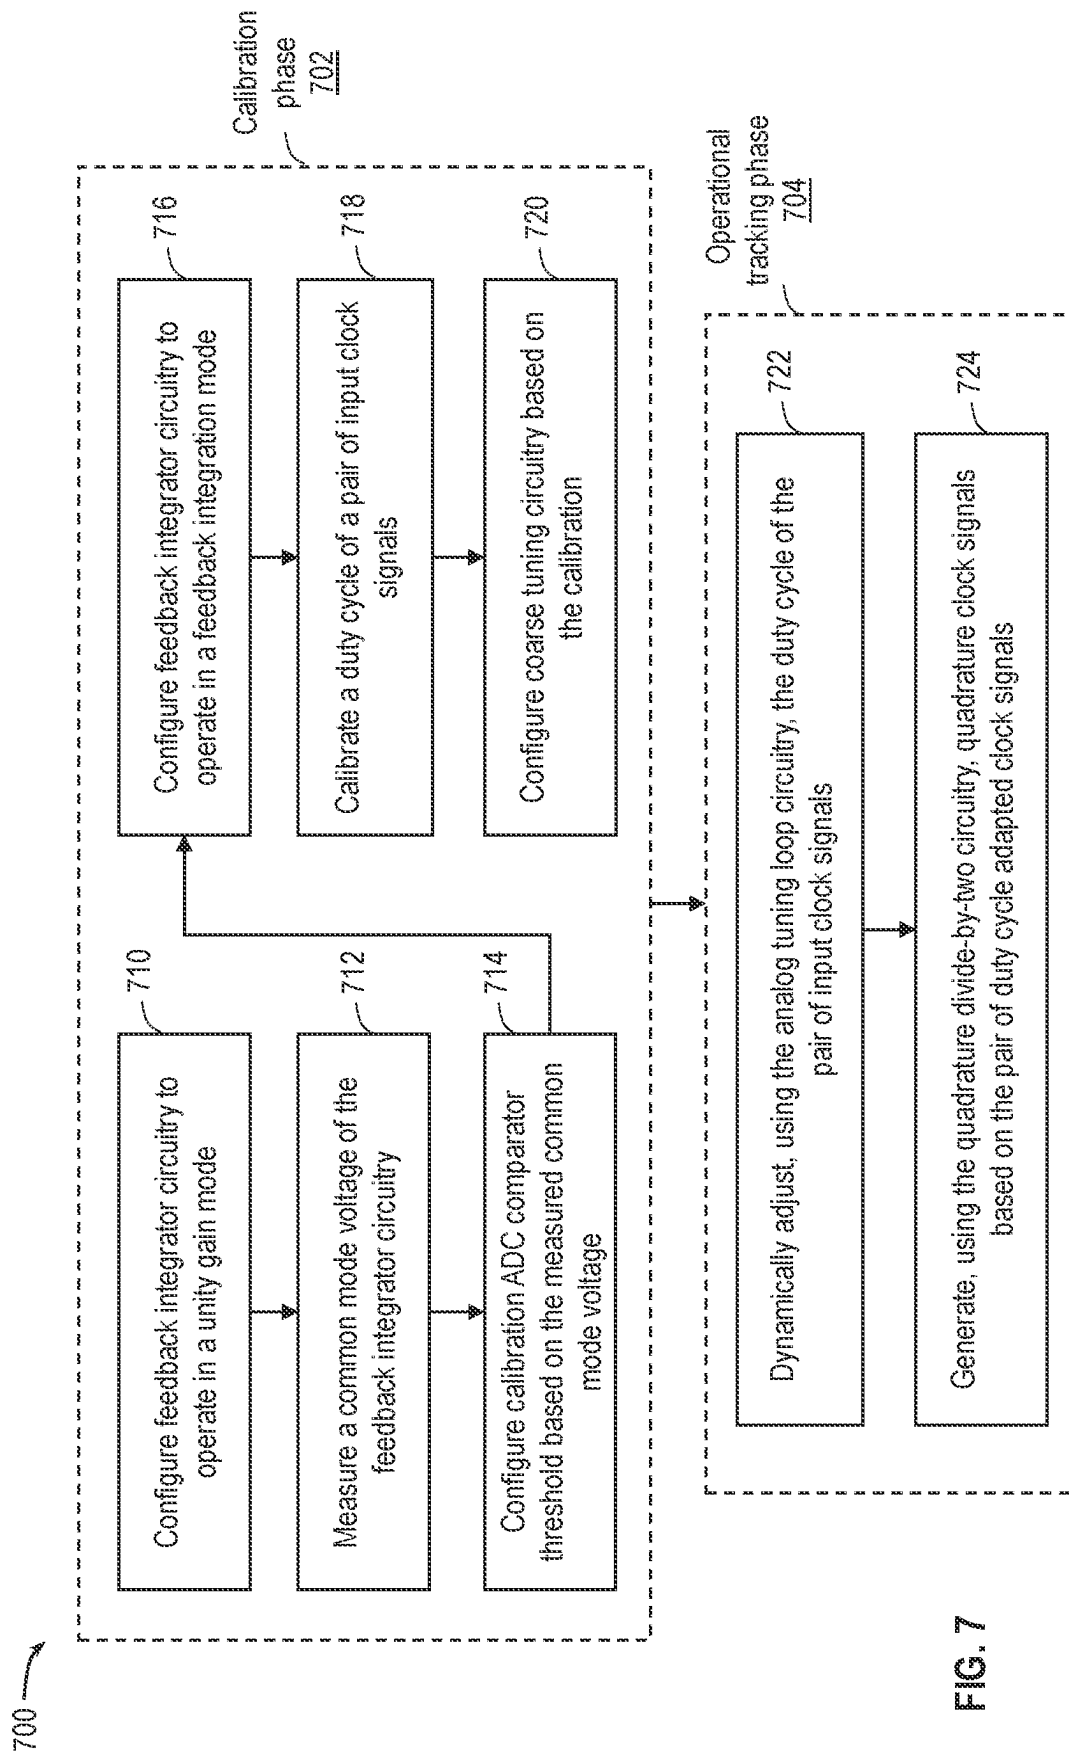 700
Calibration
phase
702
710
Configure feedback integrator circuitry to
operate in a unity gain mode
712
Measure a common mode voltage of the
feedback integrator circuitry
714
Configure calibration ADC comparator
threshold based on the measured common
mode voltage
716
Configure feedback integrator circuitry to
operate in a feedback integration mode
718
Calibrate a duty cycle of a pair of input clock
signals
720
Configure coarse tuning circuitry based on
the calibration
Operational
tracking phase
704
722
Dynamically adjust, using the analog tuning loop circuitry, the duty cycle of the
pair of input clock signals
724
Generate, using the quadrature divide-by-two circuitry, quadrature clock signals
based on the pair of duty cycle adapted clock signals
FIG. 7